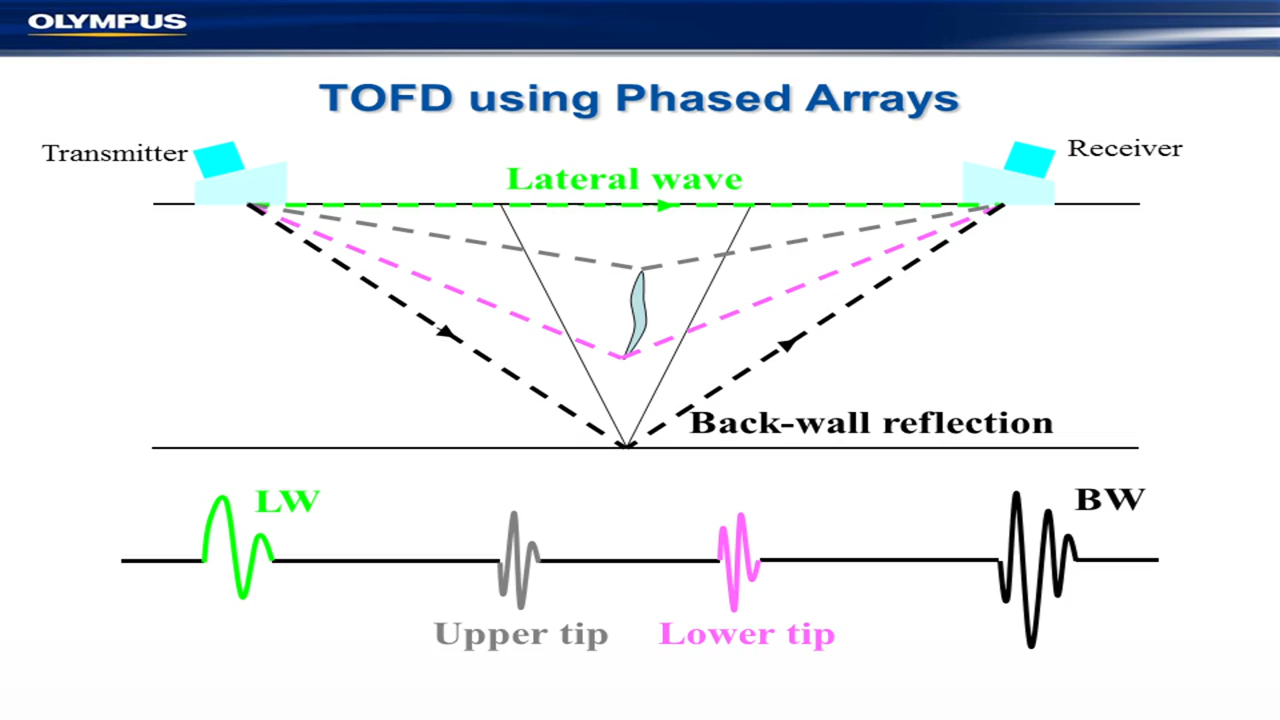 OLYMPUS
TOFD using Phased Arrays
Transmitter
Receiver
Lateral wave
Back-wall reflection
LW
BW
Upper tip
Lower tip